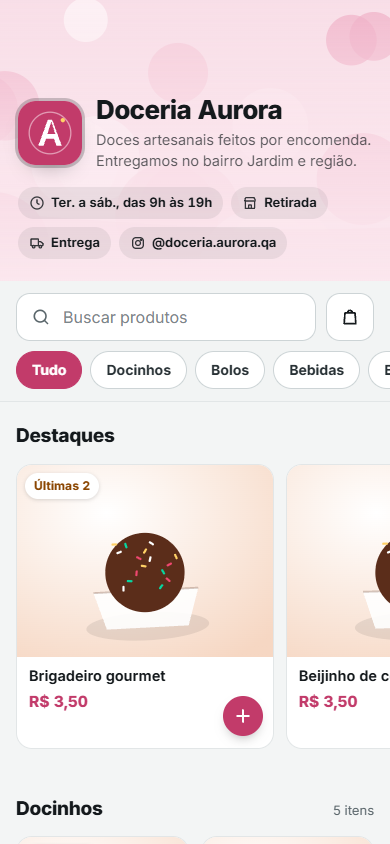 A
Doceria Aurora
Doces artesanais feitos por encomenda.
Entregamos no bairro Jardim e região.
Ter. a sáb., das 9h às 19h
Retirada
Entrega
@doceria.aurora.qa
Buscar produtos
Tudo
Docinhos
Bolos
Bebidas
Destaques
Últimas 2
Brigadeiro gourmet
R$ 3,50
Beijinho de c
R$ 3,50
Docinhos
5 itens